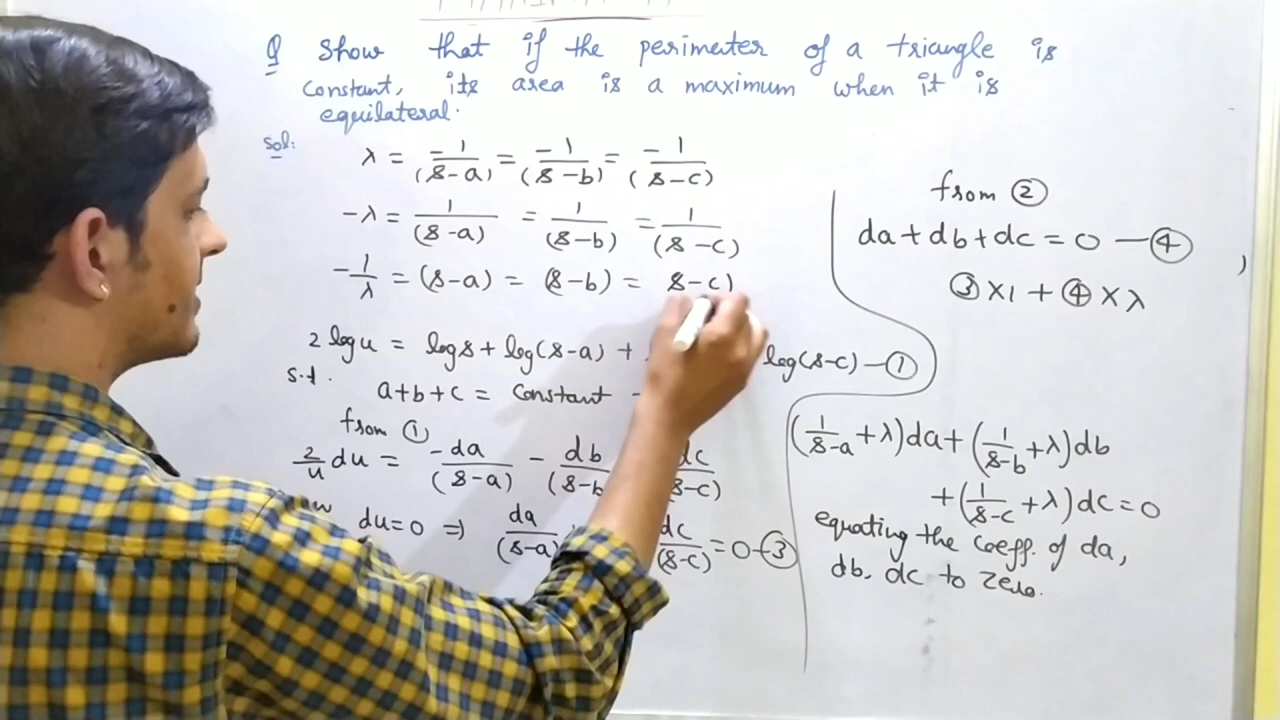 Q Show that if the perimeter of a triangle is
constant, its area is a maximum when it is
equilateral.
Sol:
λ = -1/(s-a) = -1/(s-b) = -1/(s-c)
-λ = 1/(s-a) = 1/(s-b) = 1/(s-c)
-1/λ = (s-a) = (s-b) = s-c)
2 log u = log s + log(s-a) + log(s-c) — ①
s.t.
a+b+c = Constant -
from ①
2/u du = -da/(s-a) - db/(s-b dc/s-c)
du=0 ⇒ da/(s-a) dc/(s-c) = 0 — ③
from ②
da+db+dc = 0 — ④
③ × 1 + ④ × λ
(1/s-a + λ)da + (1/s-b + λ)db
+ (1/s-c + λ)dc = 0
equating the Coeff. of da,
db, dc to zero.